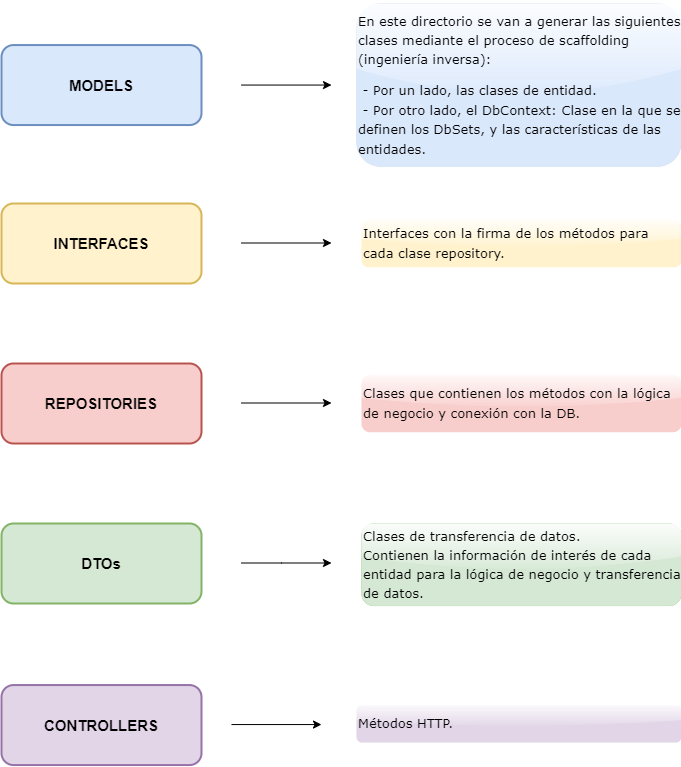 MODELS
En este directorio se van a generar las siguientes
clases mediante el proceso de scaffolding
(ingeniería inversa):
- Por un lado, las clases de entidad.
- Por otro lado, el DbContext: Clase en la que se
definen los DbSets, y las características de las
entidades.
INTERFACES
Interfaces con la firma de los métodos para
cada clase repository.
REPOSITORIES
Clases que contienen los métodos con la lógica
de negocio y conexión con la DB.
DTOs
Clases de transferencia de datos.
Contienen la información de interés de cada
entidad para la lógica de negocio y transferencia
de datos.
CONTROLLERS
Métodos HTTP.